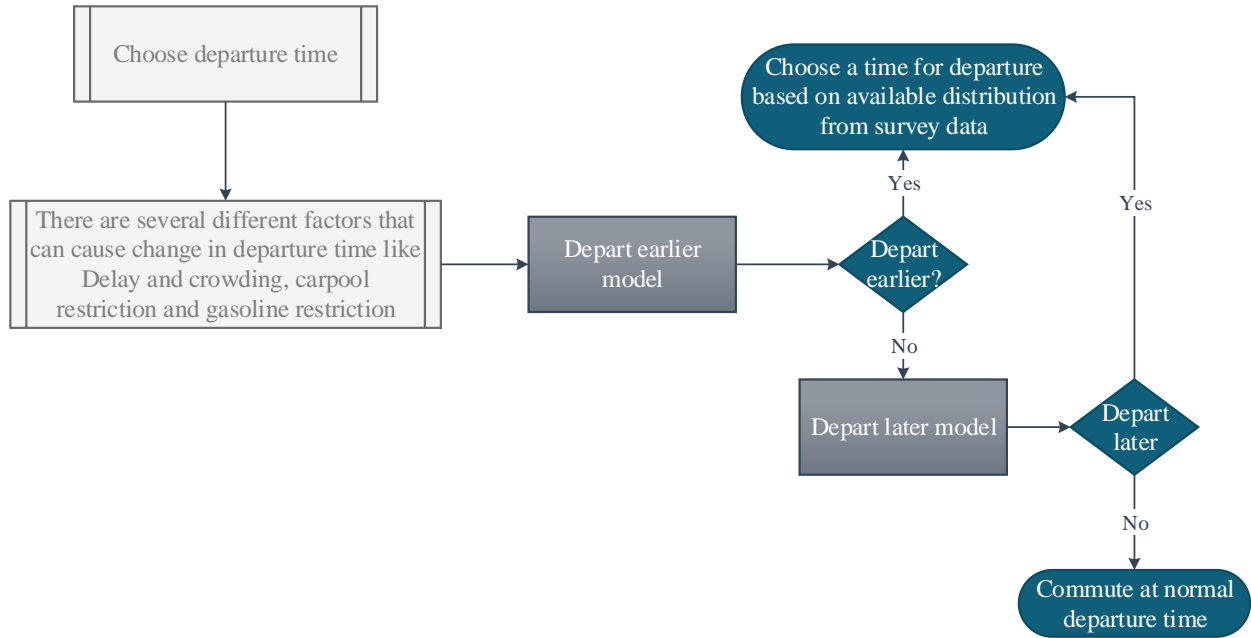 Choose departure time
There are several different factors that
can cause change in departure time like
Delay and crowding, carpool
restriction and gasoline restriction
Depart earlier
model
Depart
earlier?
Yes
Choose a time for departure
based on available distribution
from survey data
No
Depart later model
Depart
later
Yes
No
Commute at normal
departure time